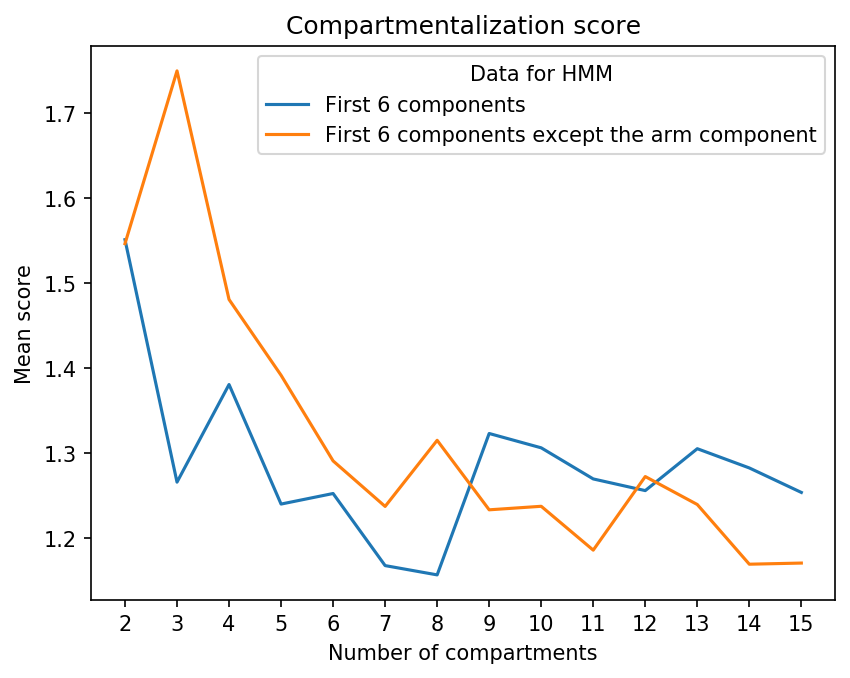 Compartmentalization score
Data for HMM
First 6 components
First 6 components except the arm component
1.7
1.6
1.5
1.4
1.3
1.2
Mean score
2 3 4 5 6 7 8 9 10 11 12 13 14 15
Number of compartments